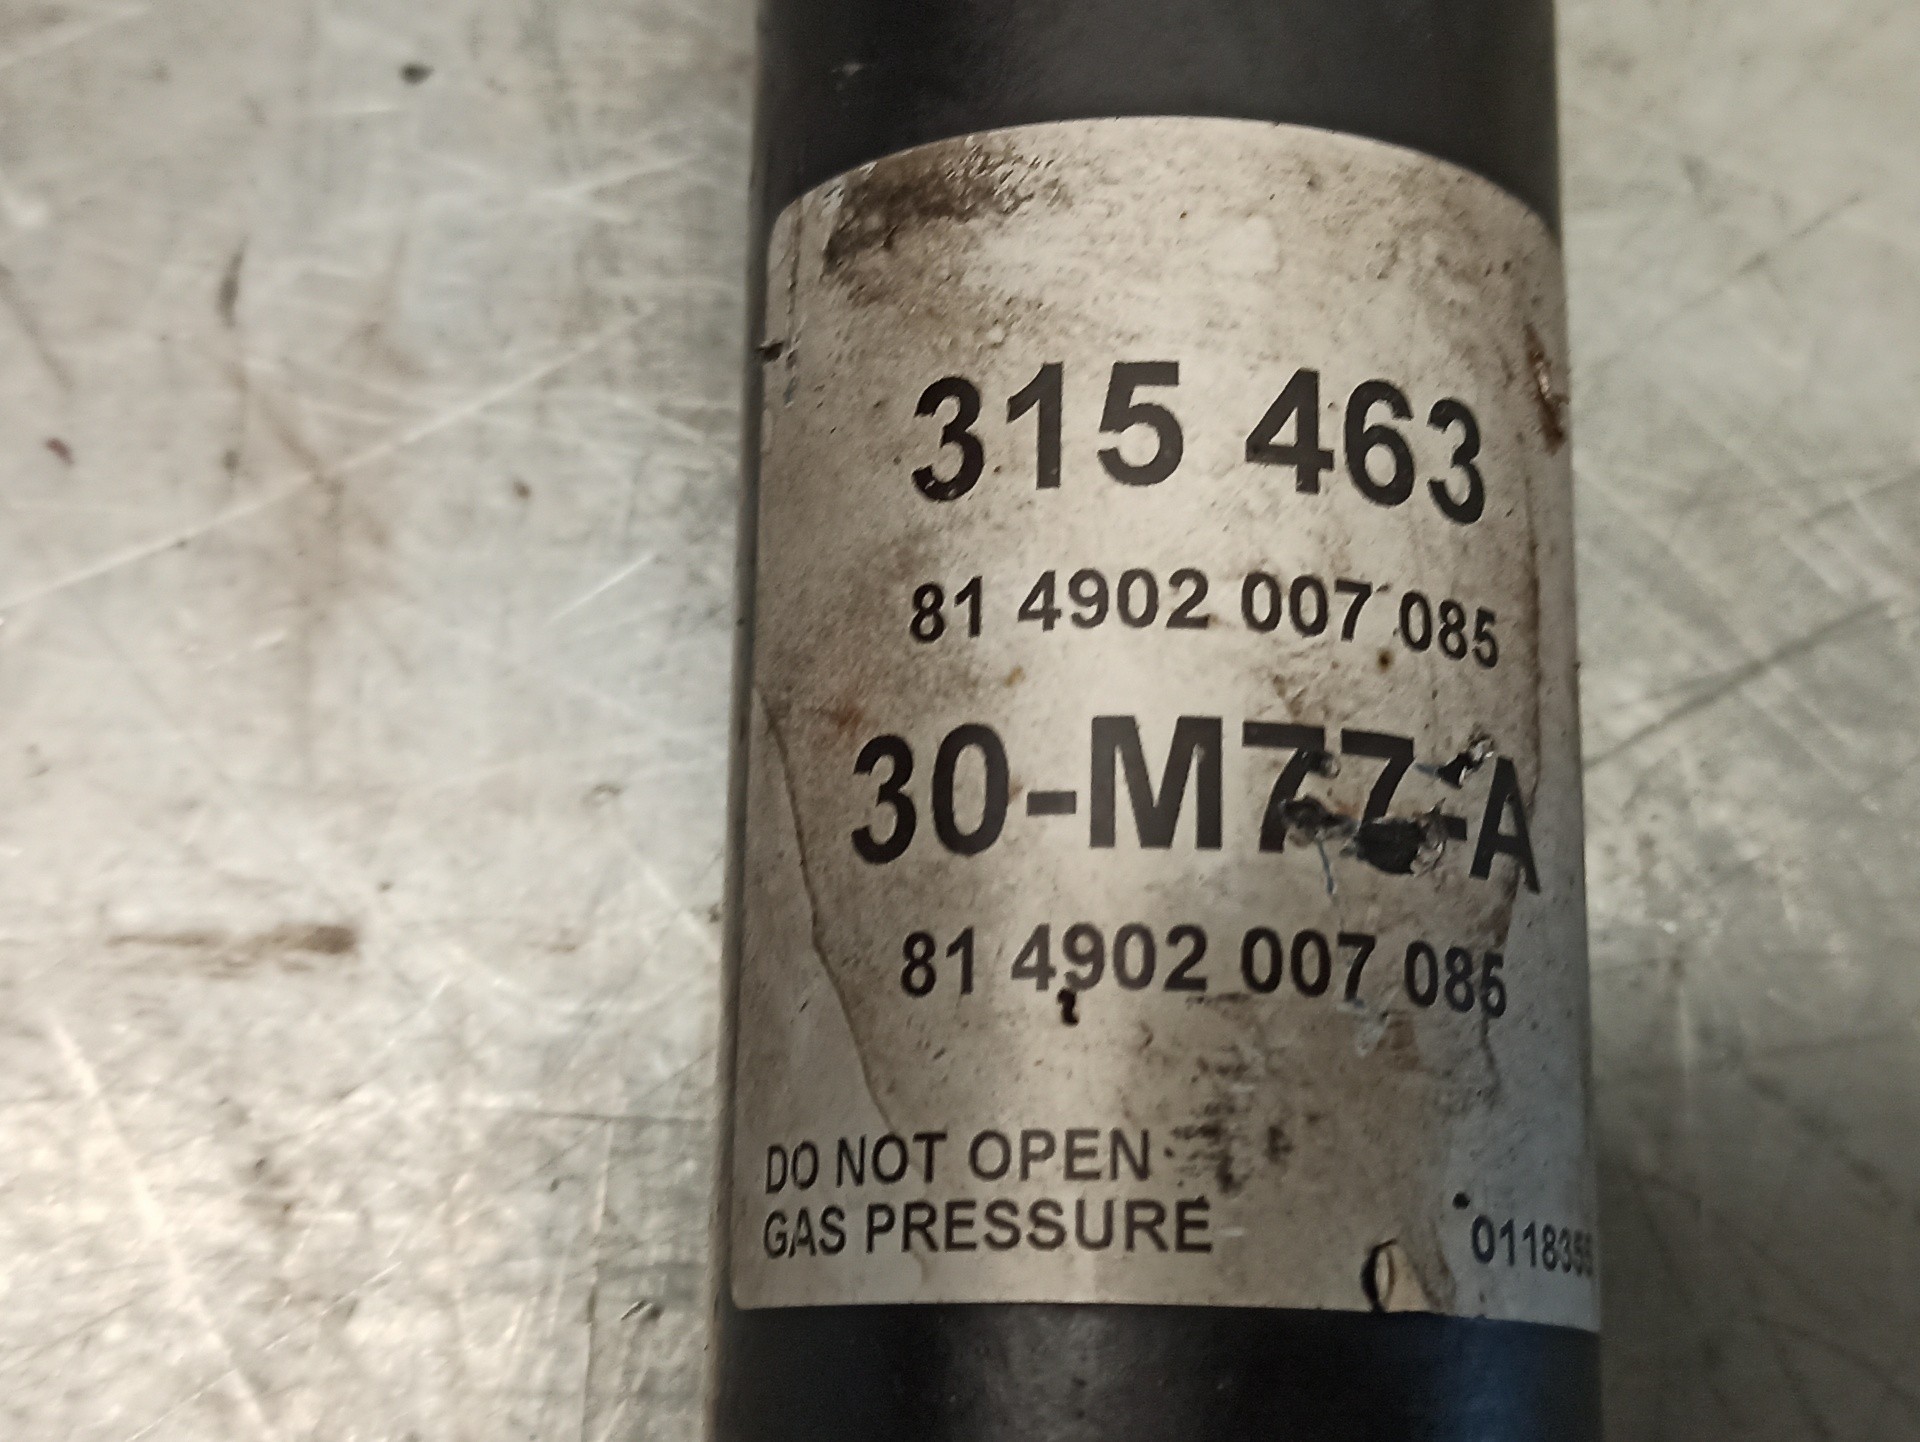 315 463
81 4902 007 085
30-M77-A
81 4902 007 085
DO NOT OPEN
GAS PRESSURE